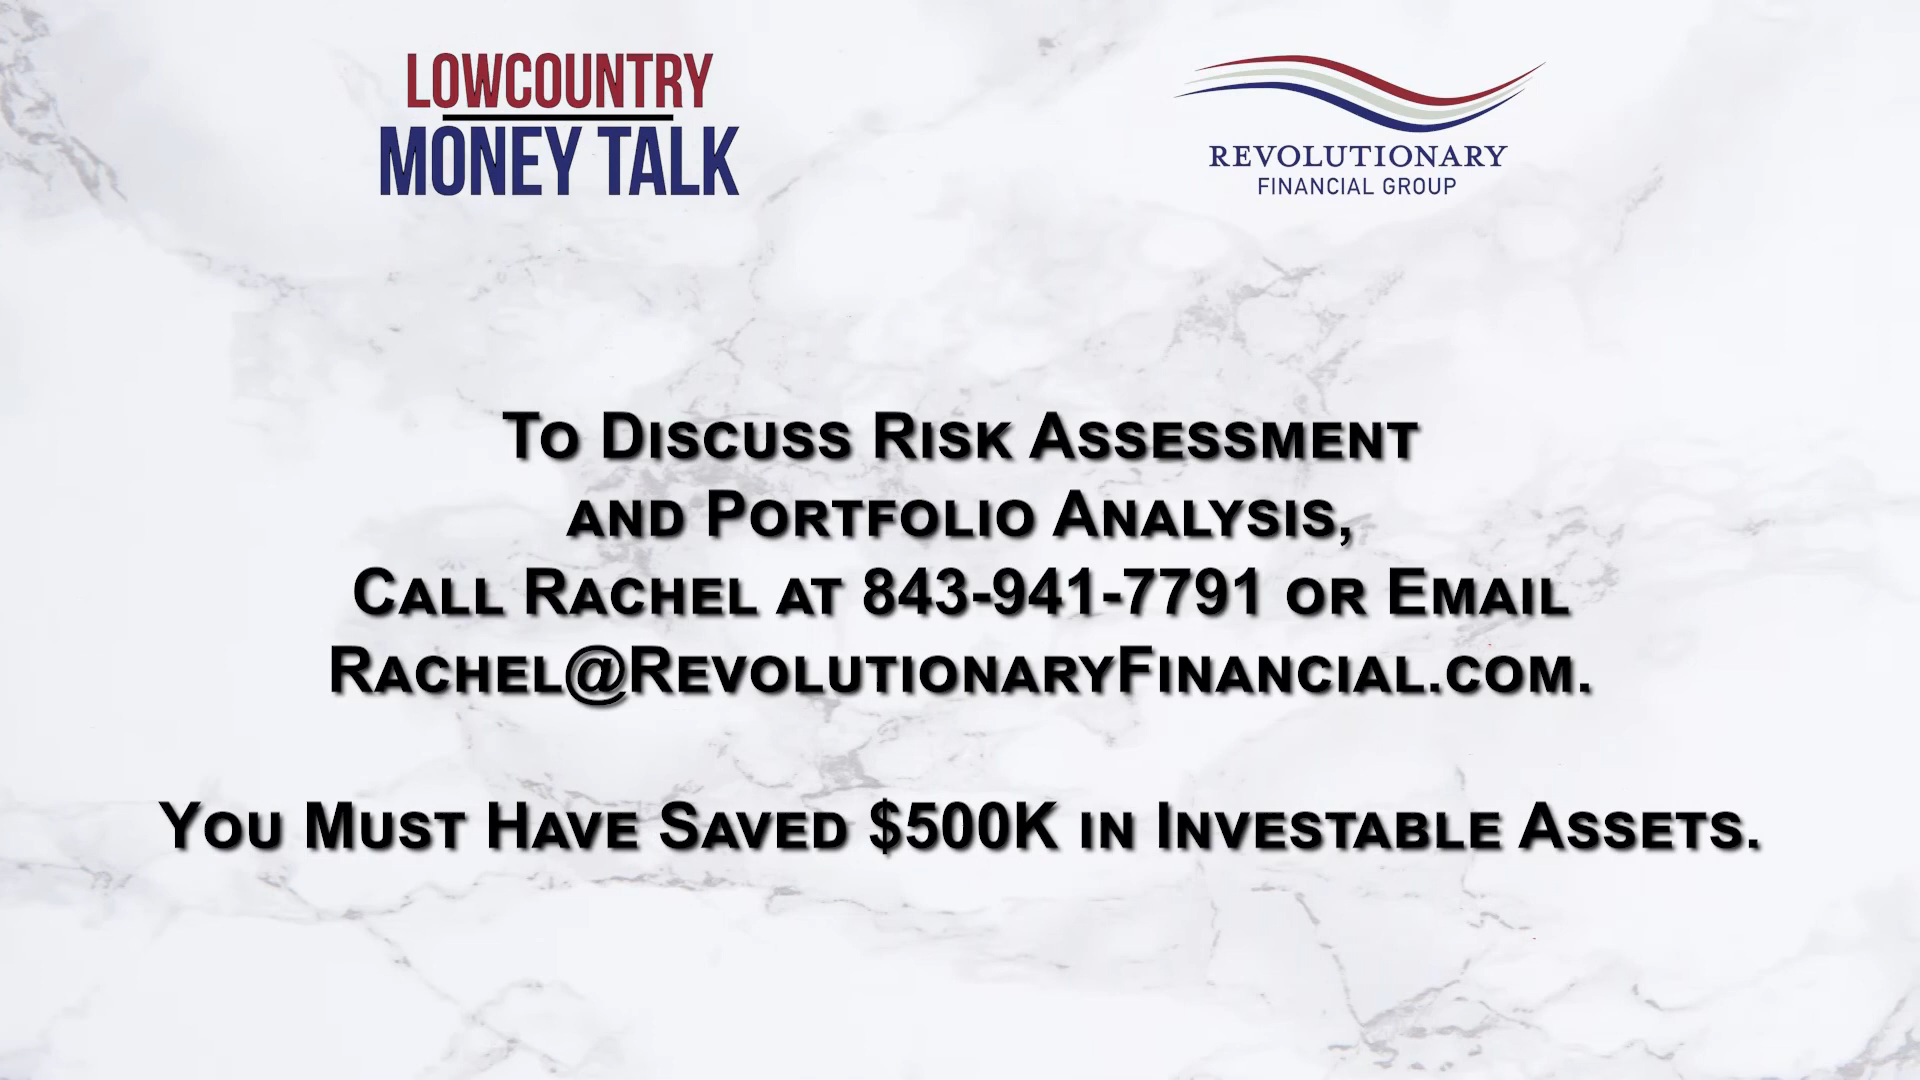 LOWCOUNTRY
MONEY TALK
REVOLUTIONARY
FINANCIAL GROUP
To Discuss Risk Assessment
and Portfolio Analysis,
Call Rachel at 843-941-7791 or Email
Rachel@RevolutionaryFinancial.com.
You Must Have Saved $500K in Investable Assets.